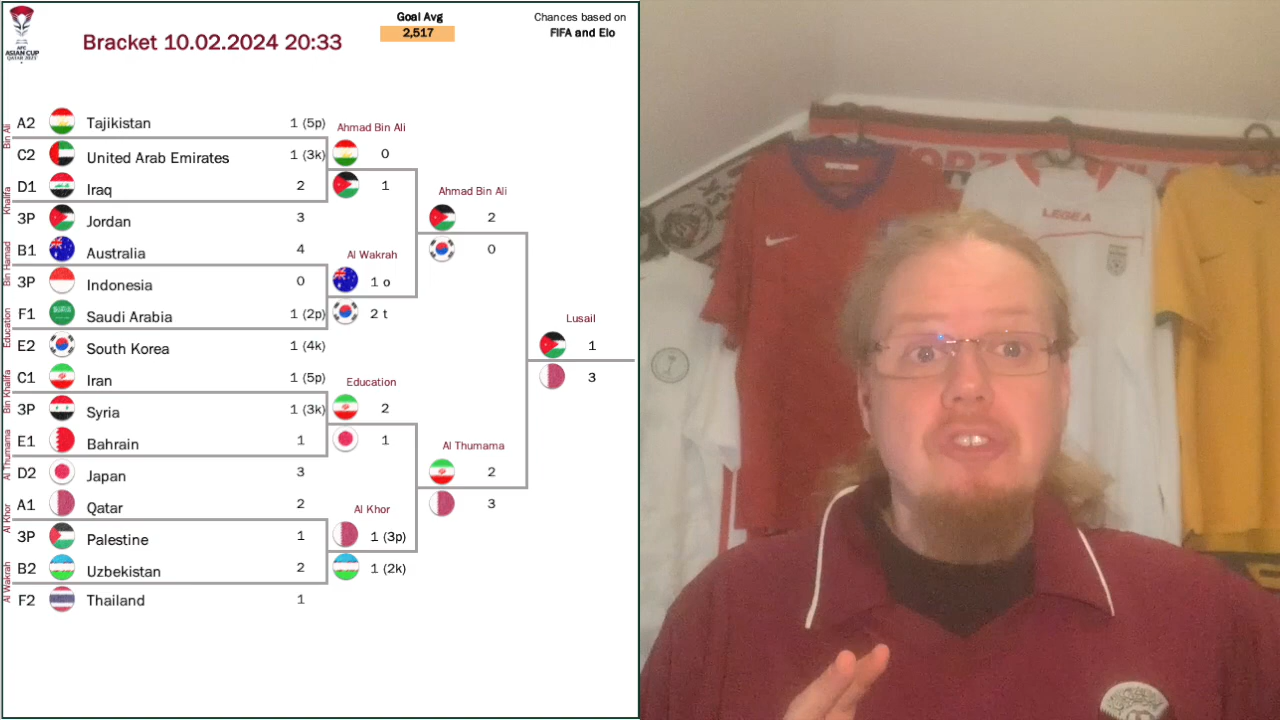 Goal Avg
Chances based on
Bracket 10.02.2024 20:33
2,517
FIFA and Elo
AFC
ASIAN CUP
Bin Ali
A2 Tajikistan 1 (5p)
Ahmad Bin Ali
C2 United Arab Emirates 1 (3k)
0
Khalifa
D1 Iraq 2
1
Ahmad Bin Ali
3P Jordan 3
2
Bin Hamad
B1 Australia 4
Al Wakrah
0
3P Indonesia 0
1 o
Education
F1 Saudi Arabia 1 (2p)
2 t
Lusail
E2 South Korea 1 (4k)
1
Bin Khalifa
C1 Iran 1 (5p)
Education
3
3P Syria 1 (3k)
2
Al Thumama
E1 Bahrain 1
1
Al Thumama
D2 Japan 3
2
Al Khor
A1 Qatar 2
Al Khor
3
3P Palestine 1
1 (3p)
Al Wakrah
B2 Uzbekistan 2
1 (2k)
F2 Thailand 1
LEGEA